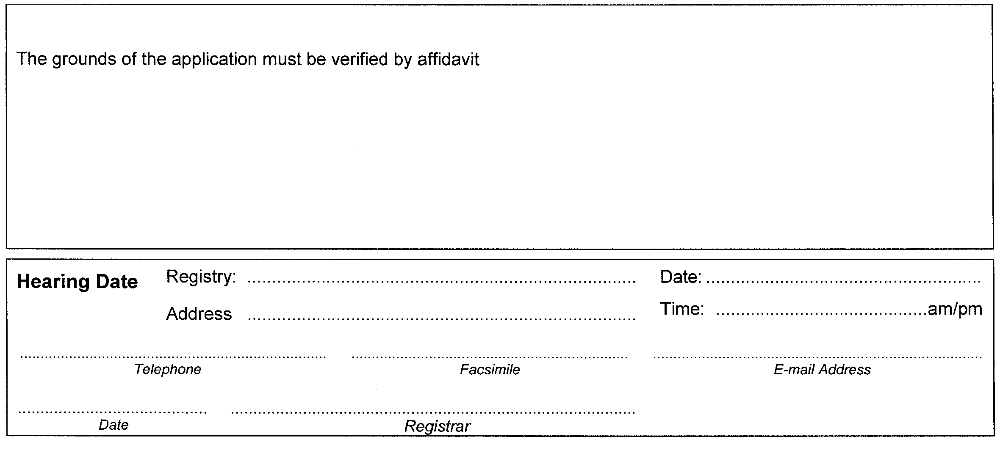 The grounds of the application must be verified by affidavit
Hearing Date Registry: ........................................ Date: ........................................
Address ........................................ Time: ........................................am/pm
Telephone Facsimile E-mail Address
Date Registrar